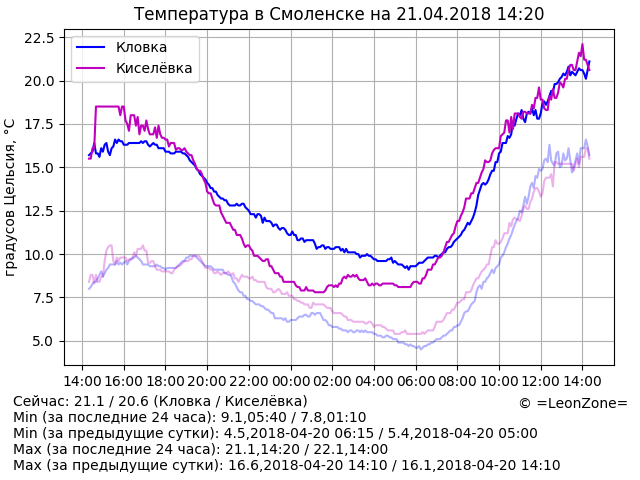 Температура в Смоленске на 21.04.2018 14:20
22.5
20.0
17.5
15.0
12.5
10.0
7.5
5.0
градусов Цельсия, °C
Кловка
Киселёвка
14:00 16:00 18:00 20:00 22:00 00:00 02:00 04:00 06:00 08:00 10:00 12:00 14:00
© =LeonZone=
Сейчас: 21.1 / 20.6 (Кловка / Киселёвка)
Min (за последние 24 часа): 9.1,05:40 / 7.8,01:10
Min (за предыдущие сутки): 4.5,2018-04-20 06:15 / 5.4,2018-04-20 05:00
Max (за последние 24 часа): 21.1,14:20 / 22.1,14:00
Max (за предыдущие сутки): 16.6,2018-04-20 14:10 / 16.1,2018-04-20 14:10